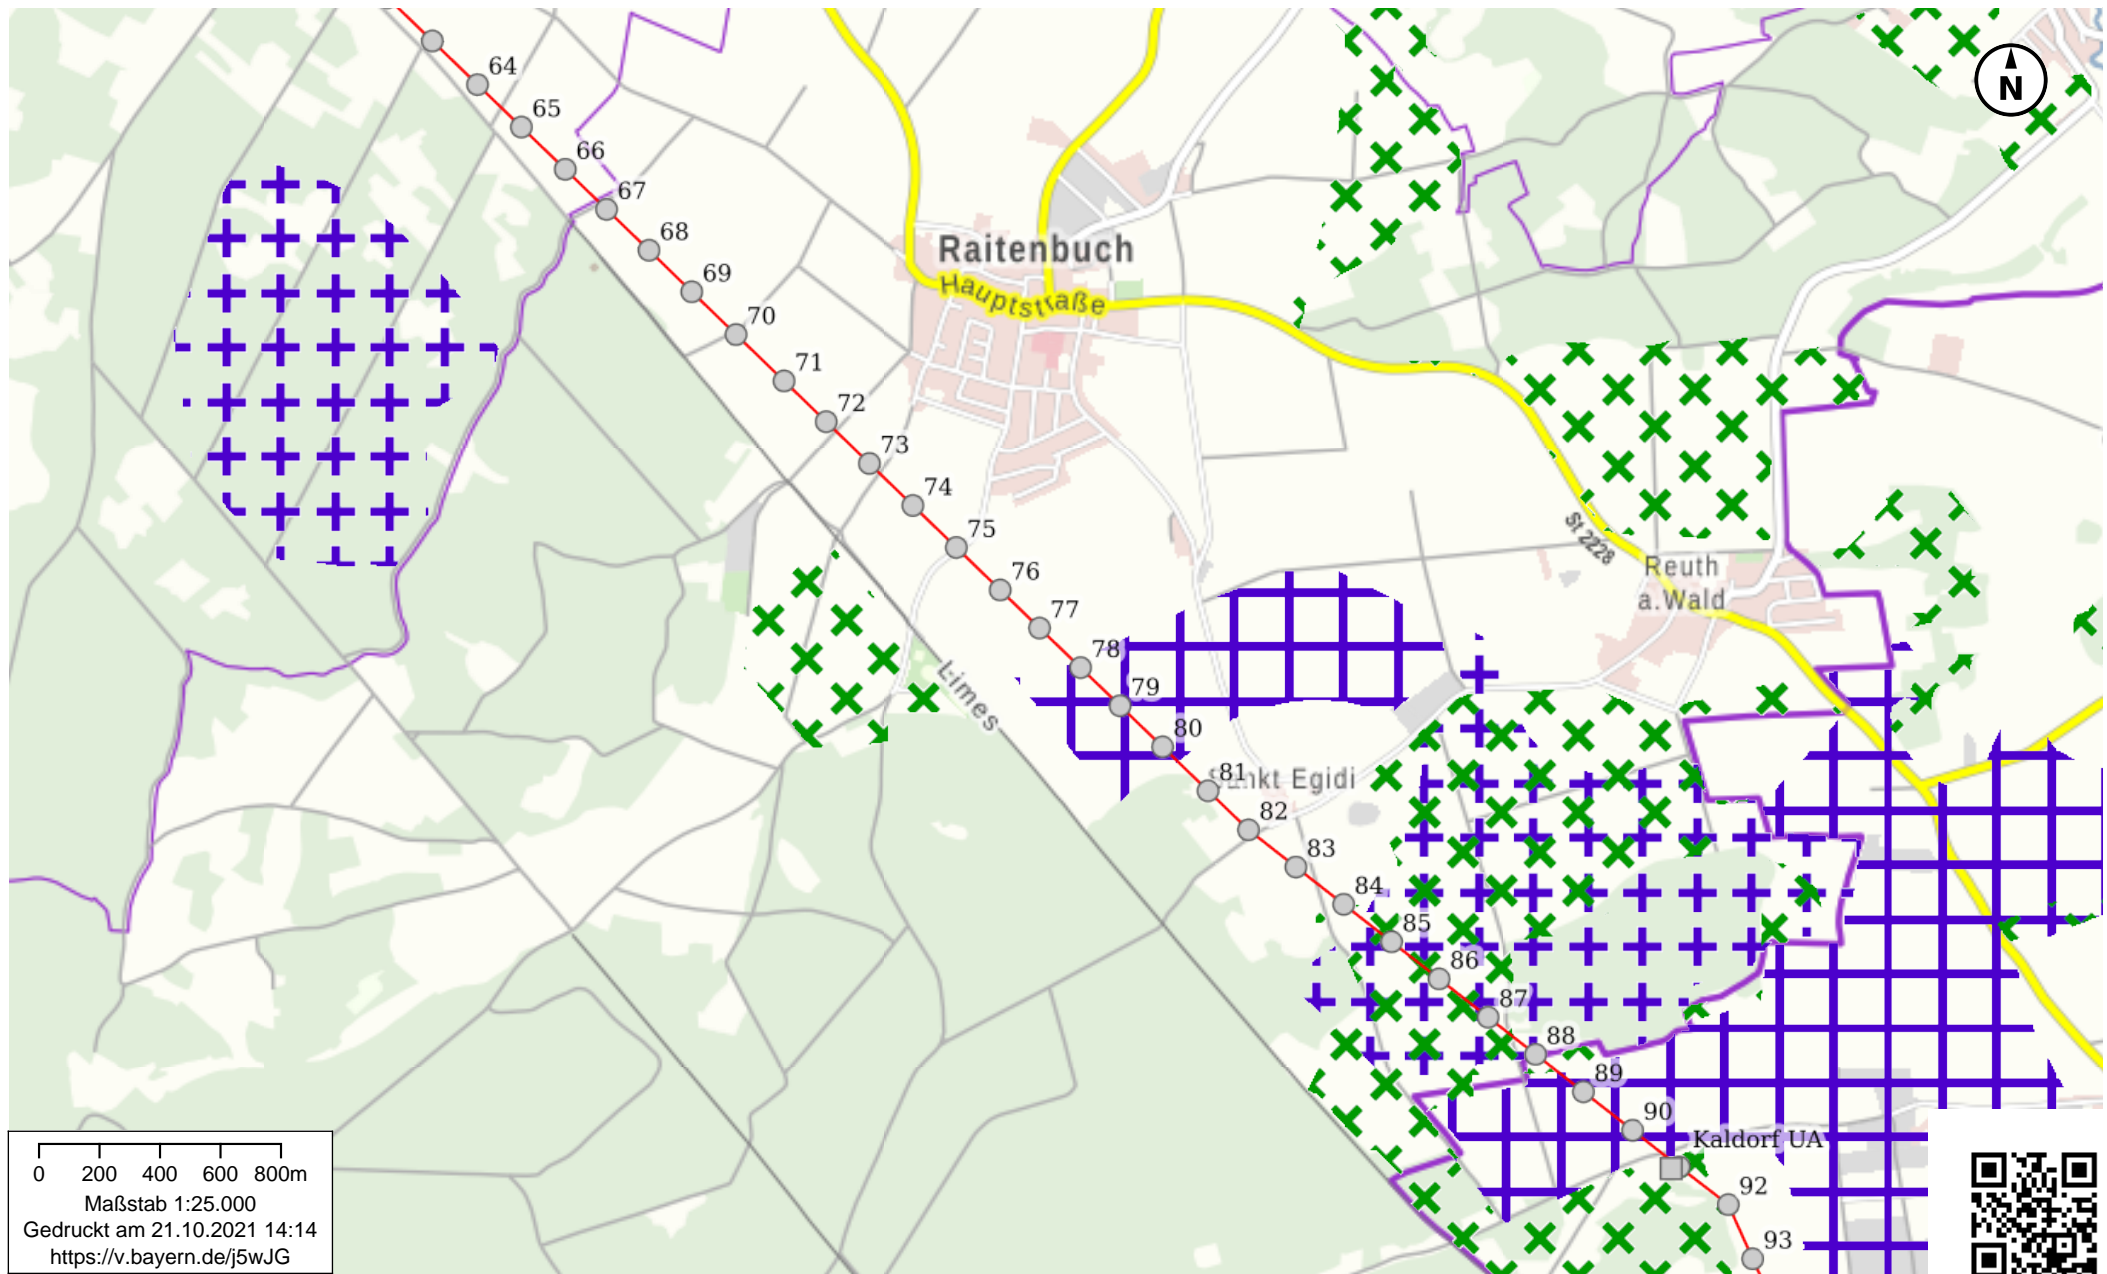 64
65
66
67
68
69
70
71
72
73
74
75
76
77
78
79
80
81
82
83
84
85
86
87
88
89
90
92
93
N
Raitenbuch
Hauptstraße
St 2228
Reuth
a.Wald
Limes
Sankt Egidi
Kaldorf UA
0 200 400 600 800m
Maßstab 1:25.000
Gedruckt am 21.10.2021 14:14
https://v.bayern.de/j5wJG